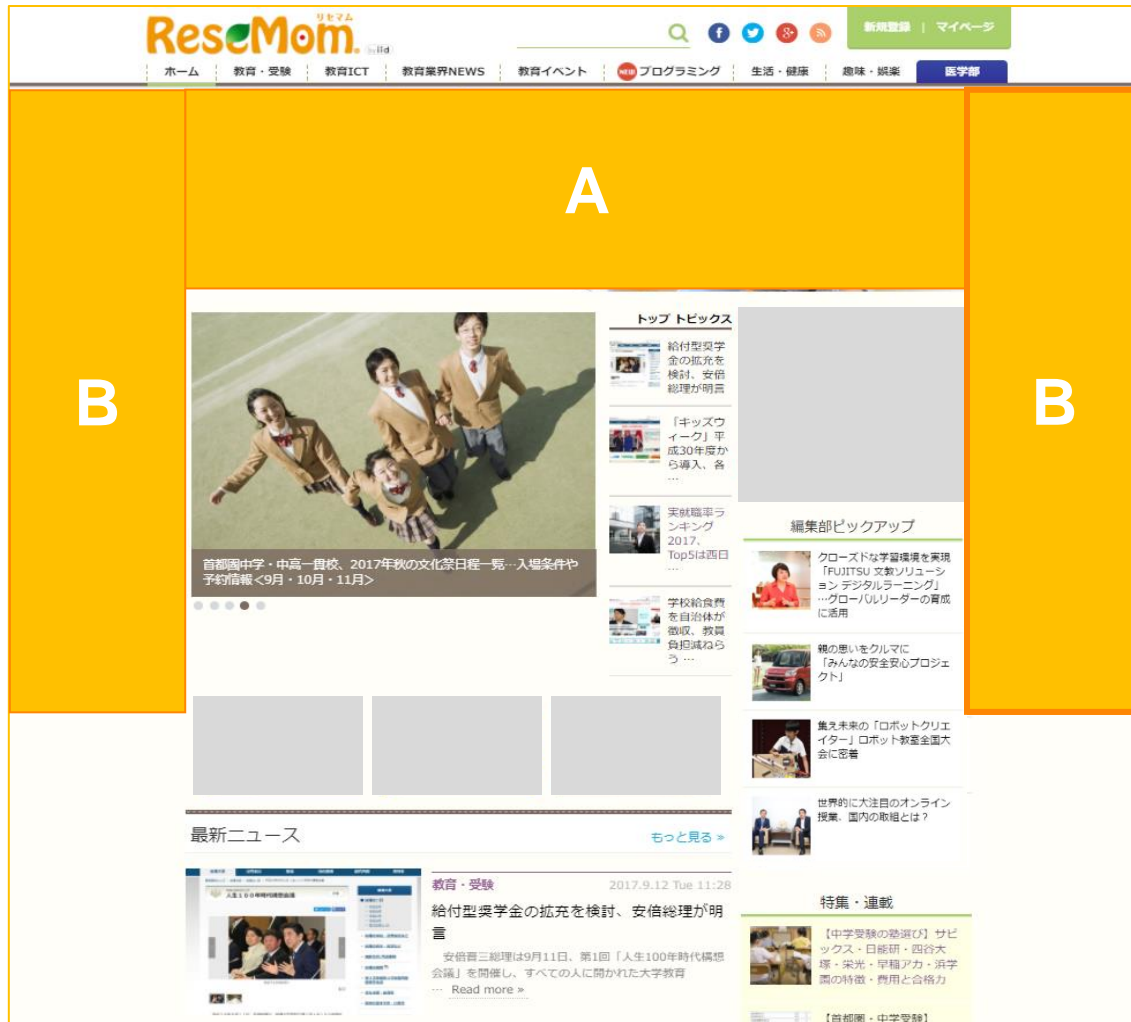 リセマム
ReseMom.
by iid
新規登録 | マイページ
ホーム
教育・受験
教育ICT
教育業界NEWS
教育イベント
NEW プログラミング
生活・健康
趣味・娯楽
医学部
A
B
B
首都圏中学・中高一貫校、2017年秋の文化祭日程一覧…入場条件や
予約情報<9月・10月・11月>
トップ トピックス
給付型奨学
金の拡充を
検討、安倍
総理が明言
「キッズウ
ィーク」平
成30年度か
ら導入、各
…
実就職率ラ
ンキング
2017、
Top5は西日
…
学校給食費
を自治体が
徴収、教員
負担減ねら
う …
編集部ピックアップ
クローズドな学習環境を実現
「FUJITSU 文教ソリューシ
ョン デジタルラーニング」
…グローバルリーダーの育成
に活用
親の思いをクルマに
「みんなの安全安心プロジェ
クト」
集え未来の「ロボットクリエ
イター」ロボット教室全国大
会に密着
世界的に大注目のオンライン
授業、国内の取組とは？
最新ニュース
もっと見る »
人生100年時代構想会議
教育・受験
2017.9.12 Tue 11:28
給付型奨学金の拡充を検討、安倍総理が明
言
安倍晋三総理は9月11日、第1回「人生100年時代構想
会議」を開催し、すべての人に開かれた大学教育
… Read more »
特集・連載
【中学受験の塾選び】サピ
ックス・日能研・四谷大
塚・栄光・早稲アカ・浜学
園の特徴・費用と合格力
【首都圏・中学受験】